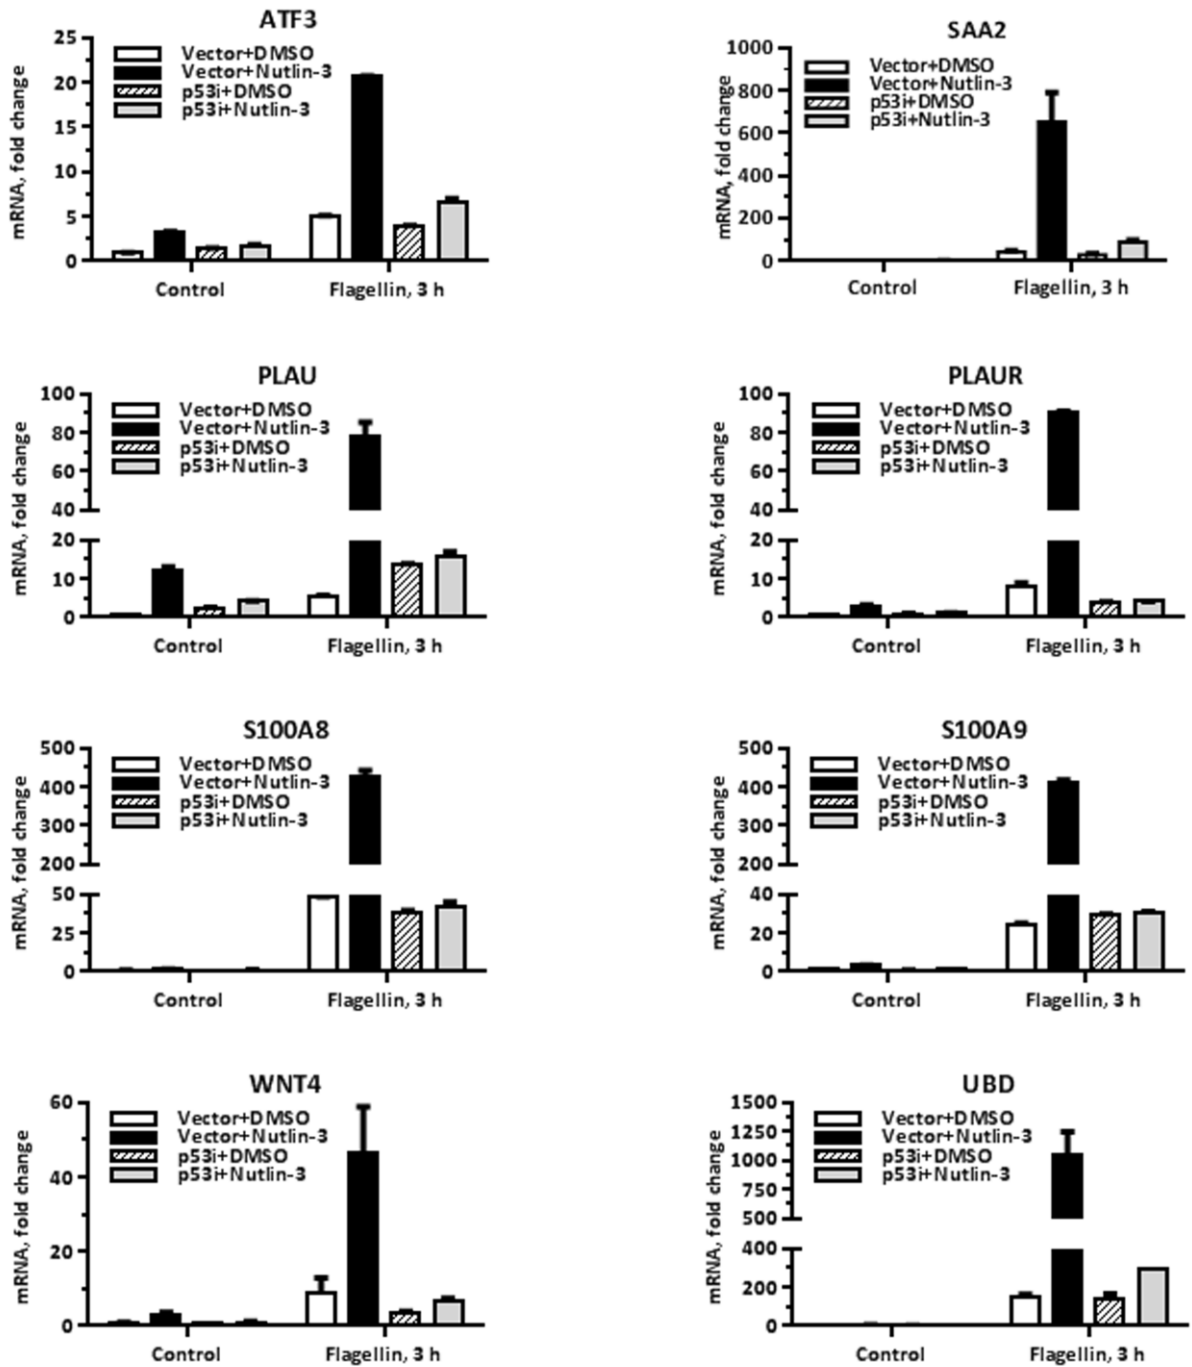 ATF3
mRNA, fold change
25
20
15
10
5
0
Vector+DMSO
Vector+Nutlin-3
p53i+DMSO
p53i+Nutlin-3
Control
Flagellin, 3 h
SAA2
mRNA, fold change
1000
800
600
400
200
0
Vector+DMSO
Vector+Nutlin-3
p53i+DMSO
p53i+Nutlin-3
Control
Flagellin, 3 h
PLAU
mRNA, fold change
100
80
60
40
20
10
0
Vector+DMSO
Vector+Nutlin-3
p53i+DMSO
p53i+Nutlin-3
Control
Flagellin, 3 h
PLAUR
mRNA, fold change
100
80
60
40
20
10
0
Vector+DMSO
Vector+Nutlin-3
p53i+DMSO
p53i+Nutlin-3
Control
Flagellin, 3 h
S100A8
mRNA, fold change
500
400
300
200
50
25
0
Vector+DMSO
Vector+Nutlin-3
p53i+DMSO
p53i+Nutlin-3
Control
Flagellin, 3 h
S100A9
mRNA, fold change
500
400
300
200
40
20
0
Vector+DMSO
Vector+Nutlin-3
p53i+DMSO
p53i+Nutlin-3
Control
Flagellin, 3 h
WNT4
mRNA, fold change
60
40
20
0
Vector+DMSO
Vector+Nutlin-3
p53i+DMSO
p53i+Nutlin-3
Control
Flagellin, 3 h
UBD
mRNA, fold change
1500
1250
1000
750
500
400
200
0
Vector+DMSO
Vector+Nutlin-3
p53i+DMSO
p53i+Nutlin-3
Control
Flagellin, 3 h